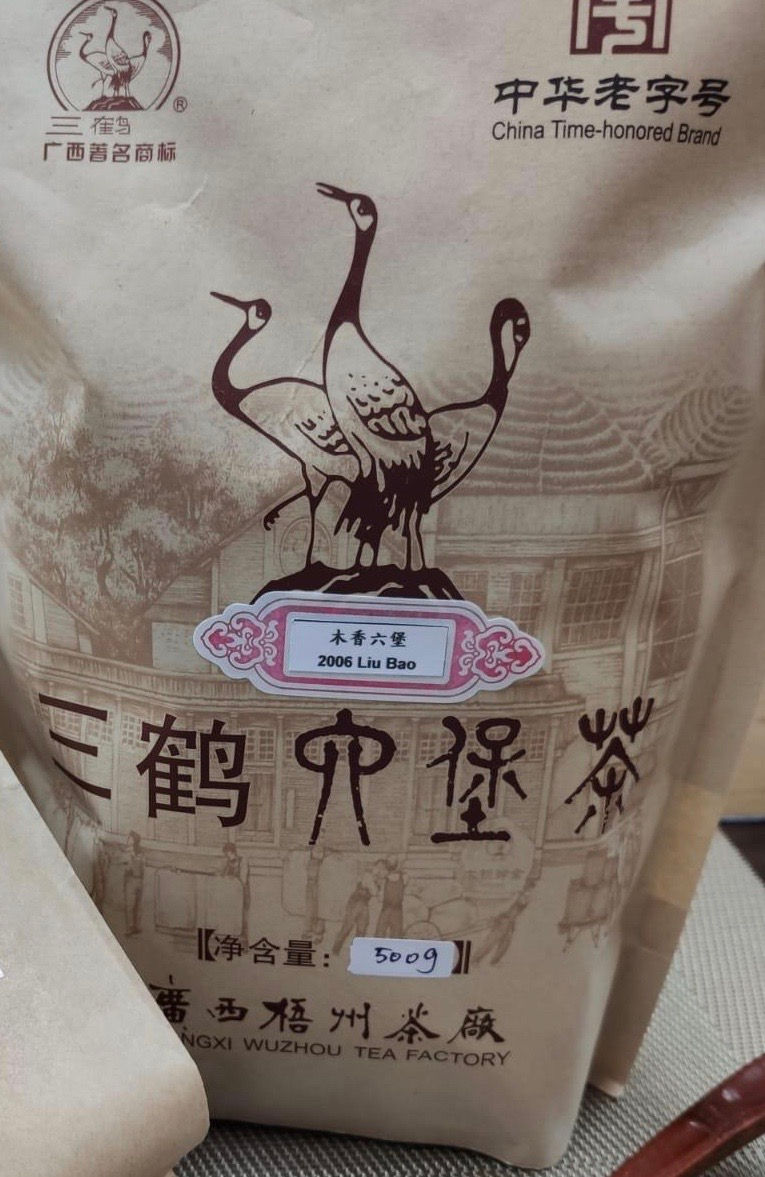 三鹤
®
广西著名商标
中华老字号
China Time-honored Brand
木香六堡
2006 Liu Bao
三鹤六堡茶
【净含量: 500g】
廣西梧州茶廠
NGXI WUZHOU TEA FACTORY